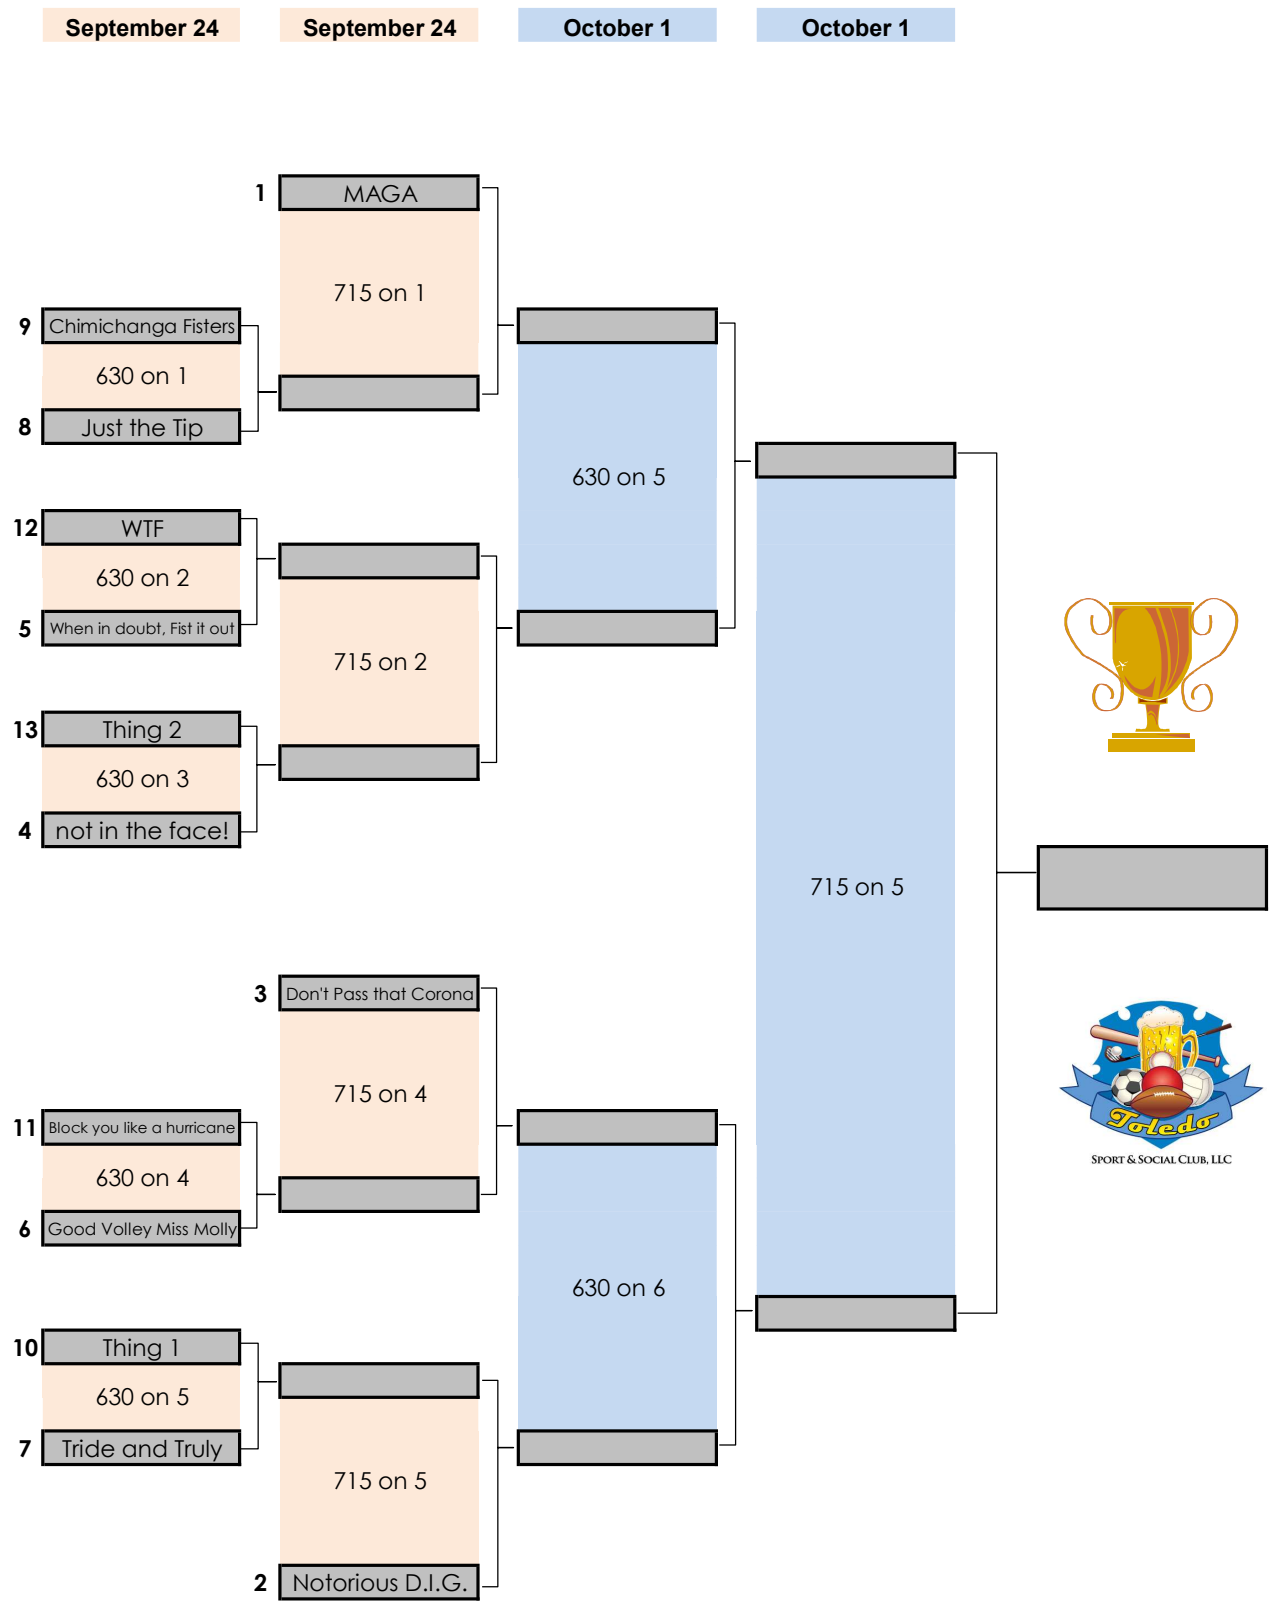 September 24
September 24
October 1
October 1
1 MAGA
715 on 1
9 Chimichanga Fisters
630 on 1
8 Just the Tip
630 on 5
12 WTF
630 on 2
5 When in doubt, Fist it out
715 on 2
13 Thing 2
630 on 3
4 not in the face!
715 on 5
3 Don't Pass that Corona
715 on 4
11 Block you like a hurricane
630 on 4
6 Good Volley Miss Molly
630 on 6
10 Thing 1
630 on 5
7 Tride and Truly
715 on 5
2 Notorious D.I.G.
Toledo
SPORT & SOCIAL CLUB, LLC